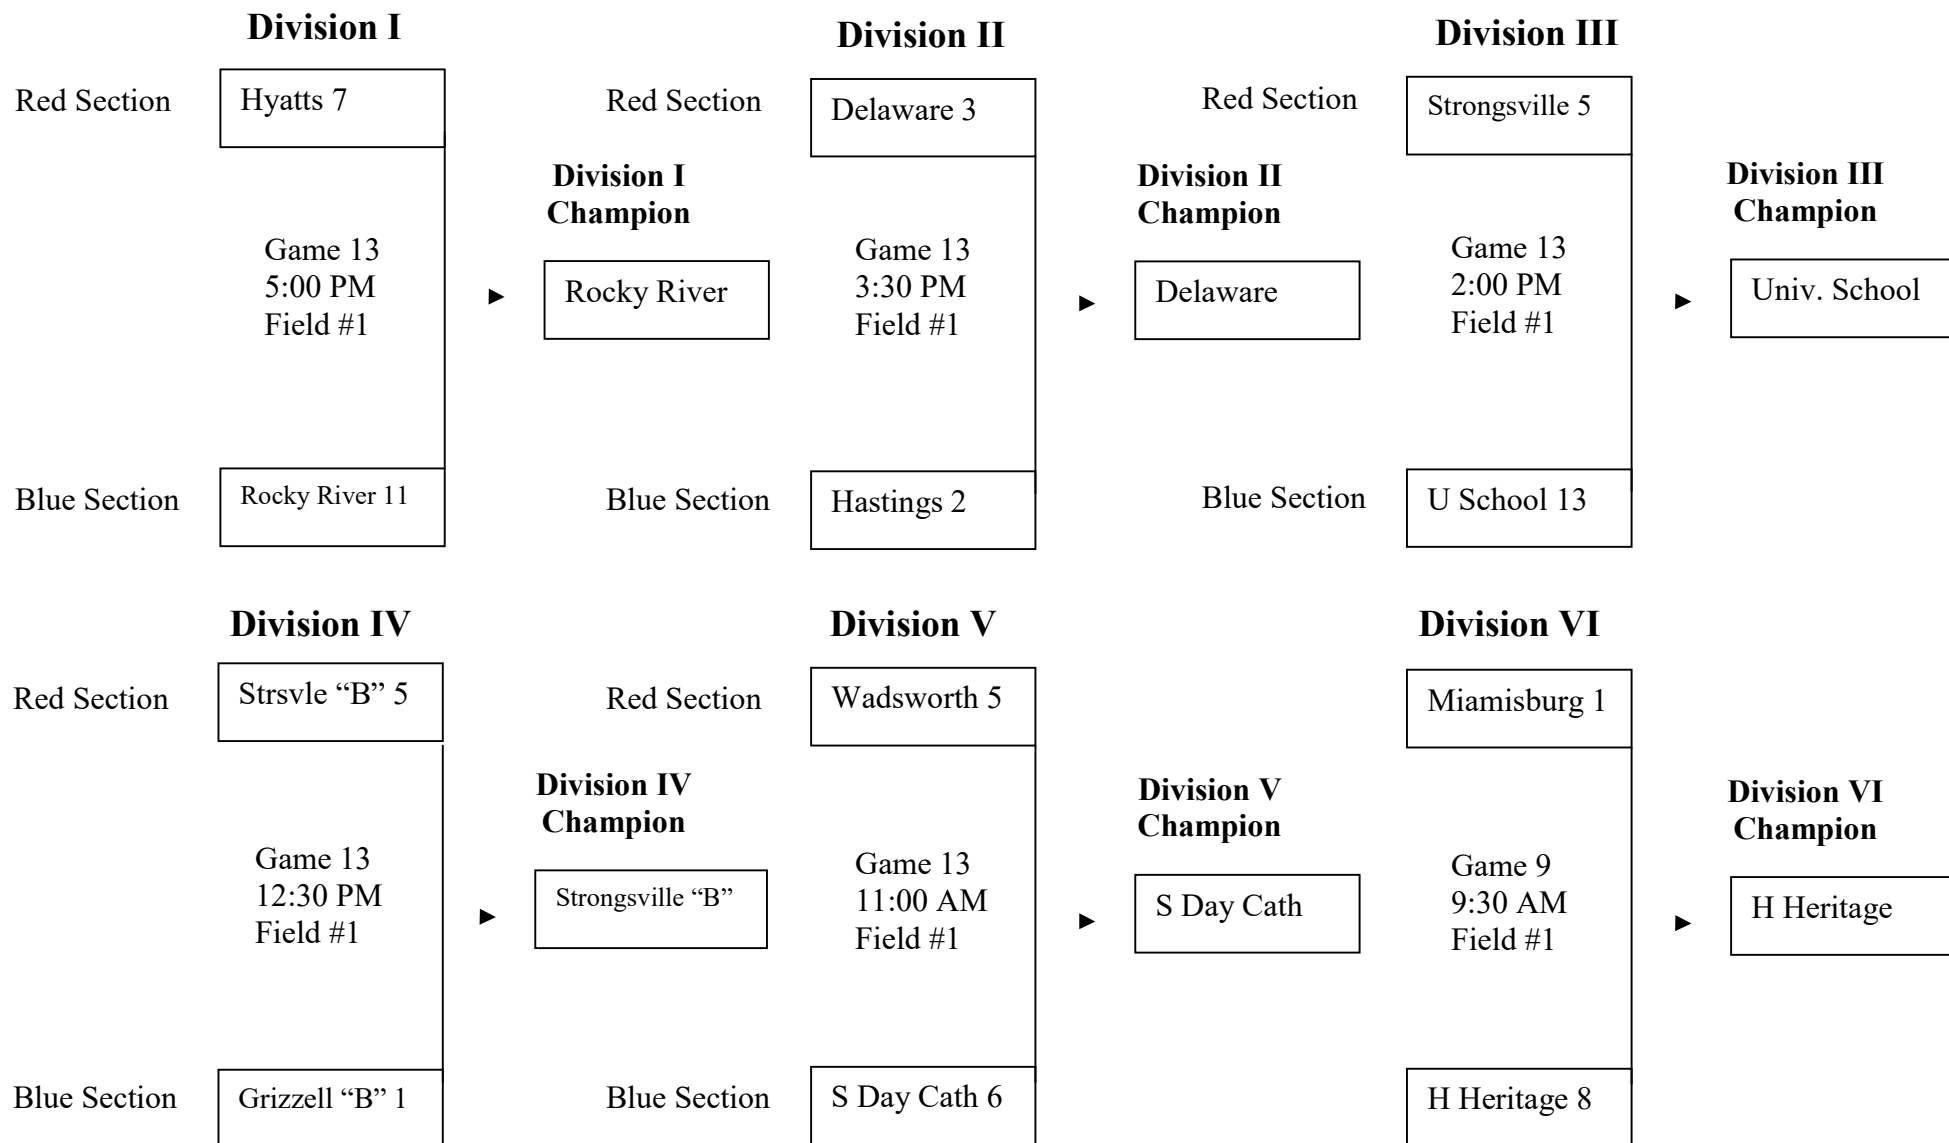 Division I
Red Section
Hyatts 7
Division I
Champion
Game 13
5:00 PM
Field #1
Rocky River
Blue Section
Rocky River 11
Division II
Red Section
Delaware 3
Division II
Champion
Game 13
3:30 PM
Field #1
Delaware
Blue Section
Hastings 2
Division III
Red Section
Strongsville 5
Division III
Champion
Game 13
2:00 PM
Field #1
Univ. School
Blue Section
U School 13
Division IV
Red Section
Strsvle “B” 5
Division IV
Champion
Game 13
12:30 PM
Field #1
Strongsville “B”
Blue Section
Grizzell “B” 1
Division V
Red Section
Wadsworth 5
Division V
Champion
Game 13
11:00 AM
Field #1
S Day Cath
Blue Section
S Day Cath 6
Division VI
Miamisburg 1
Division VI
Champion
Game 9
9:30 AM
Field #1
H Heritage
H Heritage 8